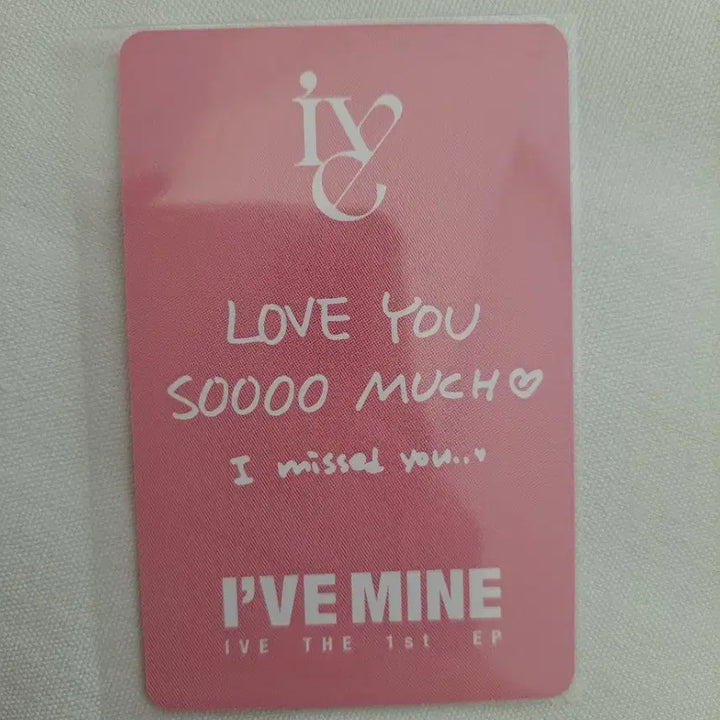 IVE
LOVE YOU
SOOOO MUCH♡
I missed you..♥
I'VE MINE
IVE THE 1st EP